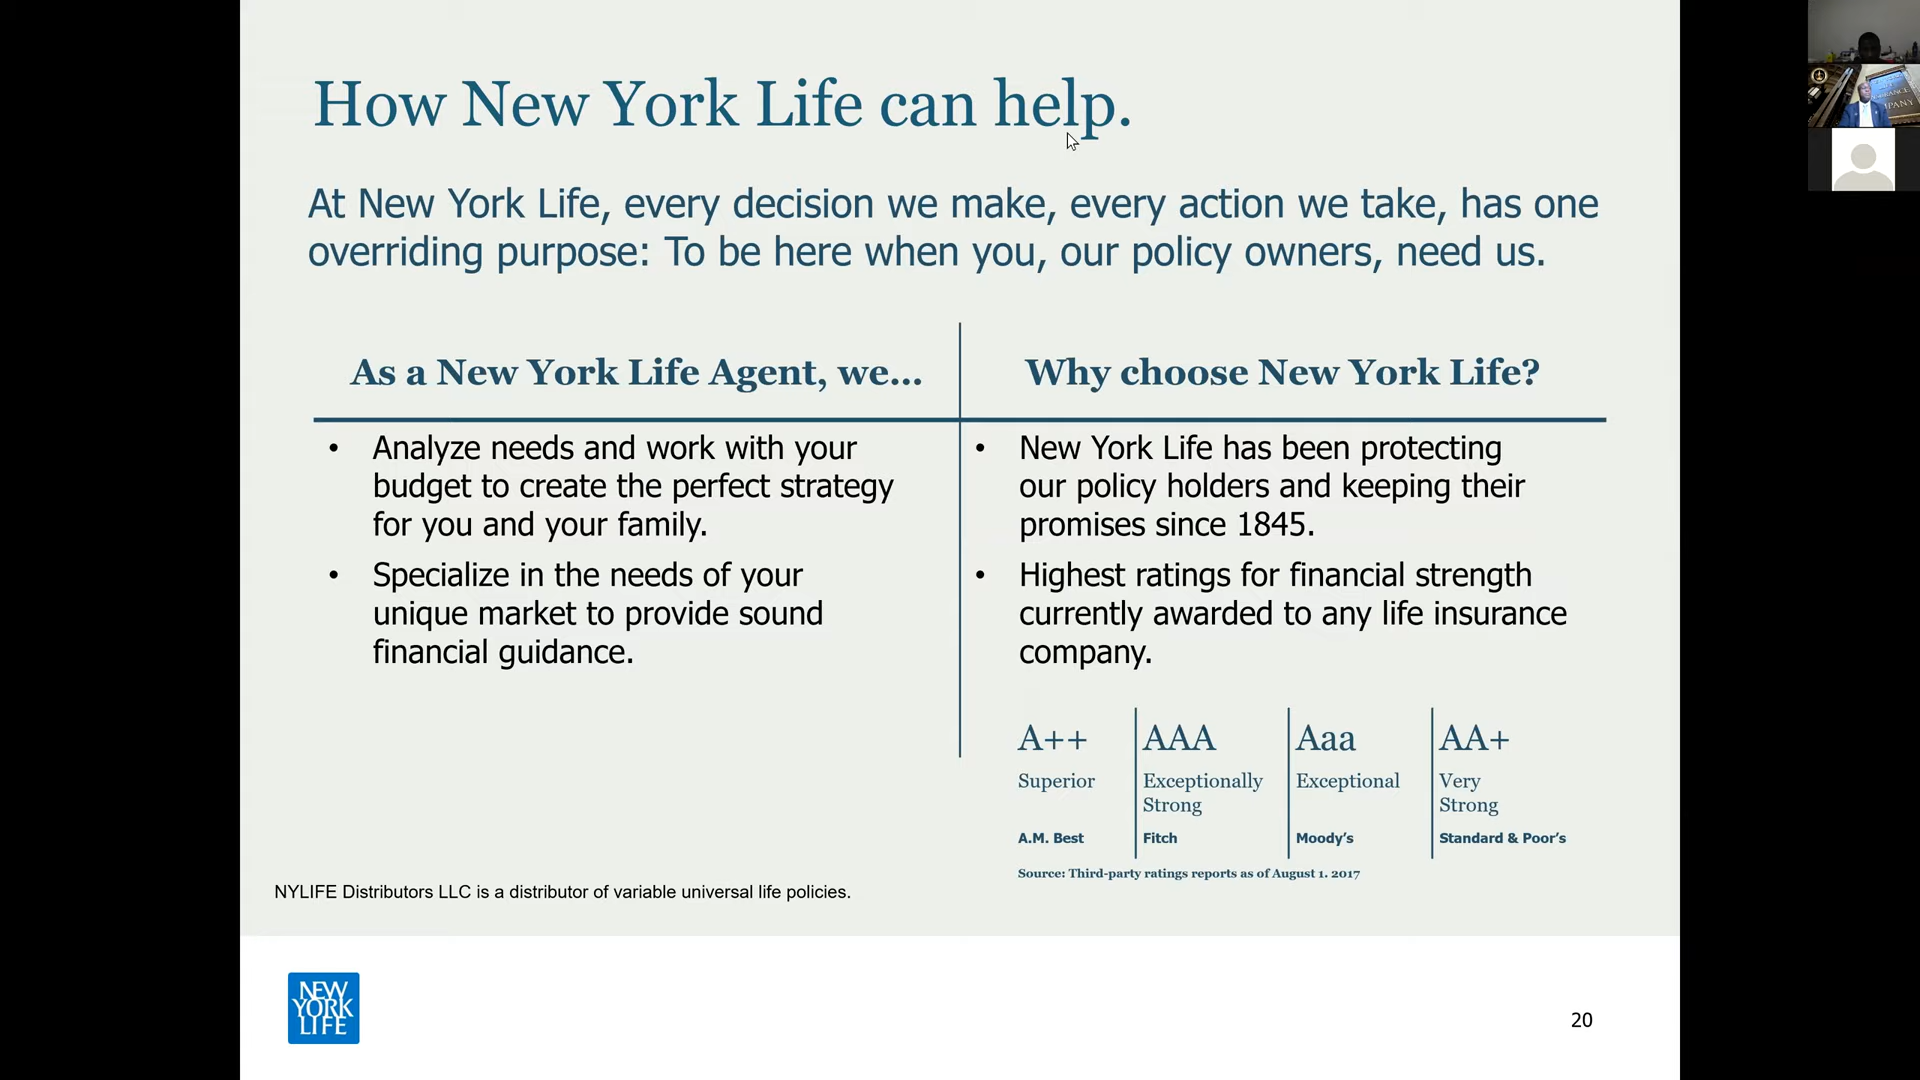 How New York Life can help.
At New York Life, every decision we make, every action we take, has one
overriding purpose: To be here when you, our policy owners, need us.
As a New York Life Agent, we...
• Analyze needs and work with your
budget to create the perfect strategy
for you and your family.
• Specialize in the needs of your
unique market to provide sound
financial guidance.
Why choose New York Life?
• New York Life has been protecting
our policy holders and keeping their
promises since 1845.
• Highest ratings for financial strength
currently awarded to any life insurance
company.
A++
Superior
A.M. Best
AAA
Exceptionally
Strong
Fitch
Aaa
Exceptional
Moody's
AA+
Very
Strong
Standard & Poor's
Source: Third-party ratings reports as of August 1. 2017
NYLIFE Distributors LLC is a distributor of variable universal life policies.
NEW
YORK
LIFE
20